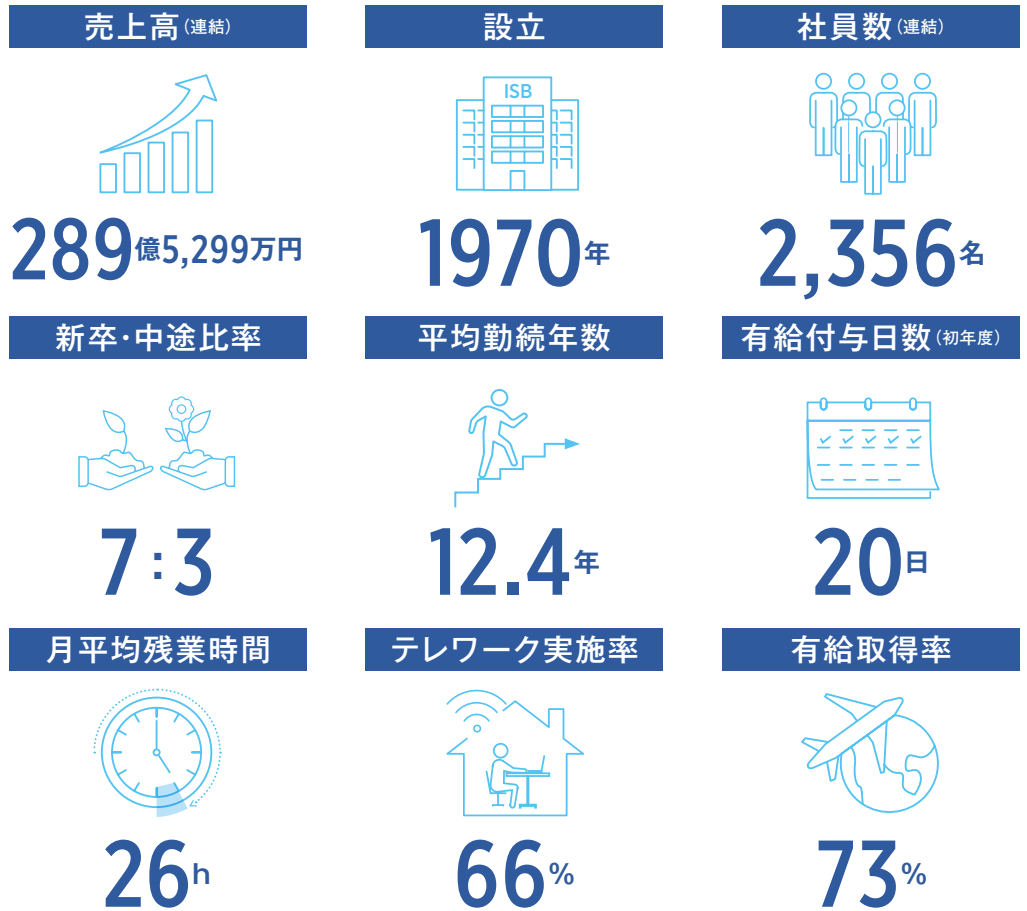 売上高(連結)
289億5,299万円
設立
ISB
1970年
社員数(連結)
2,356名
新卒・中途比率
7:3
平均勤続年数
12.4年
有給付与日数(初年度)
20日
月平均残業時間
26h
テレワーク実施率
66%
有給取得率
73%